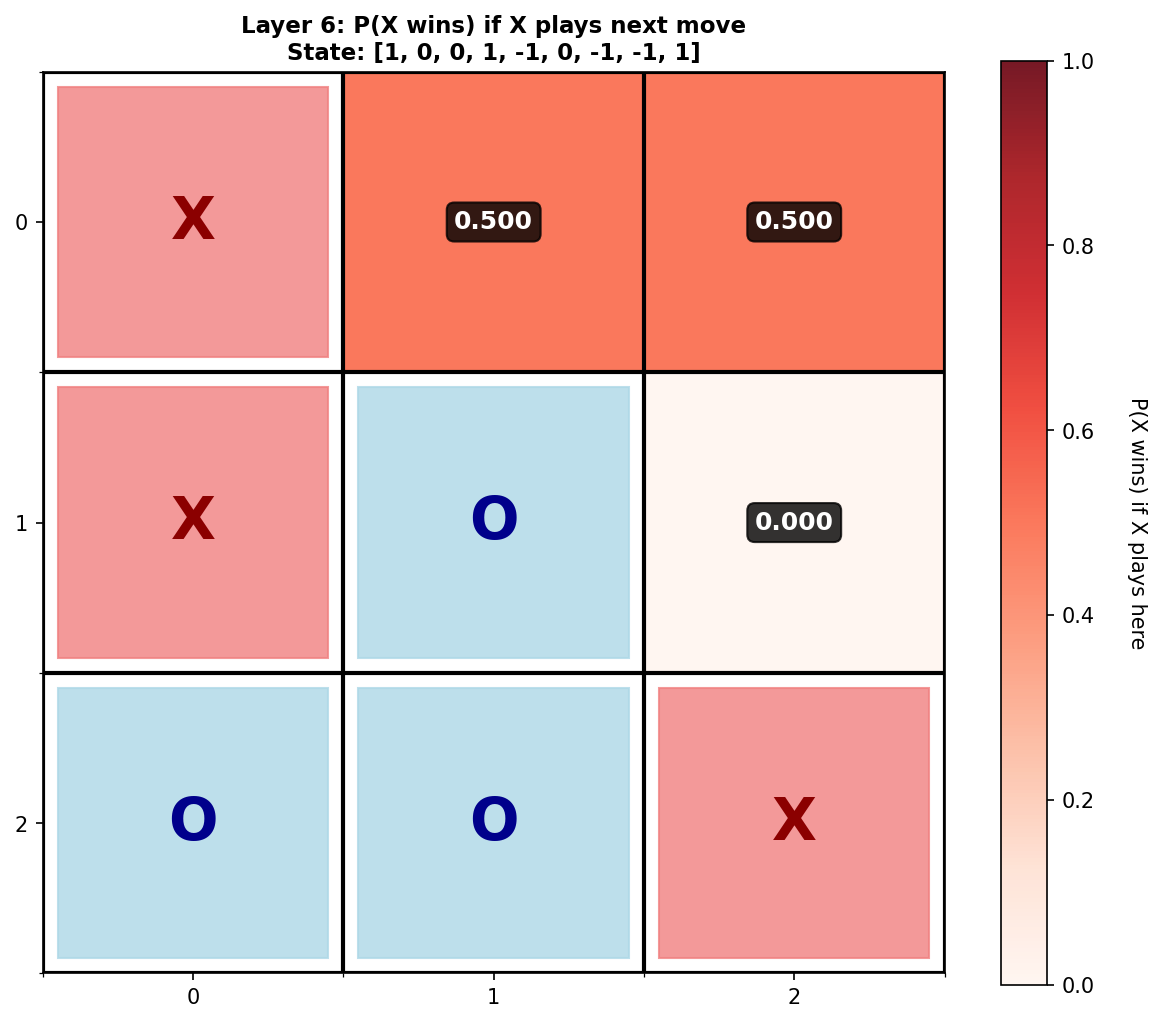 Layer 6: P(X wins) if X plays next move
State: [1, 0, 0, 1, -1, 0, -1, -1, 1]
X
0.500
0.500
X
O
0.000
O
O
X
0
1
2
0
1
2
1.0
0.8
0.6
0.4
0.2
0.0
P(X wins) if X plays here